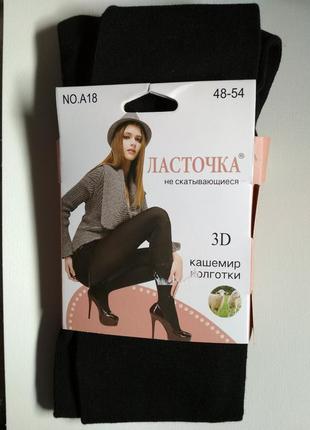 NO.A18
48-54
ЛАСТОЧКА®
не скатывающиеся
3D
кашемир
колготки